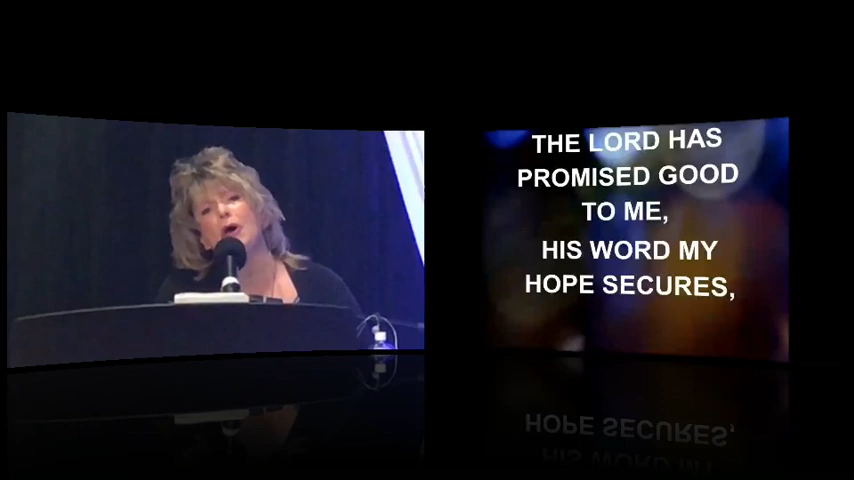 THE LORD HAS
PROMISED GOOD
TO ME,
HIS WORD MY
HOPE SECURES,